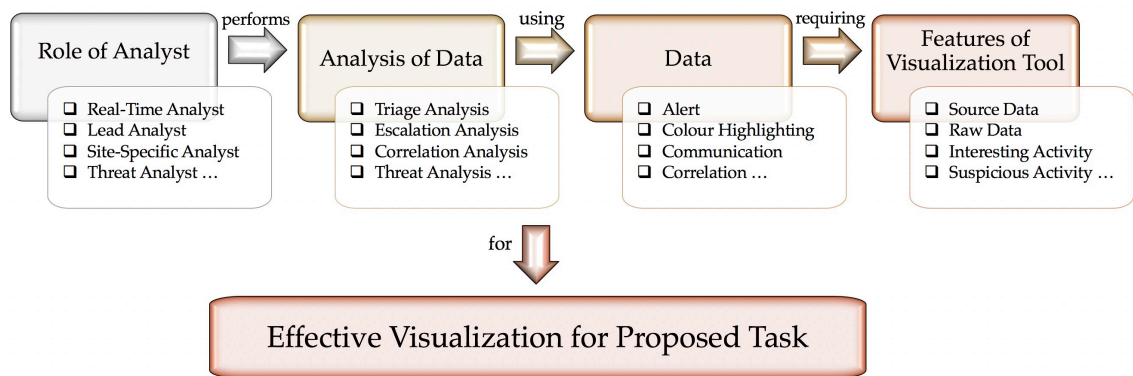 Role of Analyst
❑ Real-Time Analyst
❑ Lead Analyst
❑ Site-Specific Analyst
❑ Threat Analyst ...
performs
Analysis of Data
❑ Triage Analysis
❑ Escalation Analysis
❑ Correlation Analysis
❑ Threat Analysis ...
using
Data
❑ Alert
❑ Colour Highlighting
❑ Communication
❑ Correlation ...
requiring
Features of
Visualization Tool
❑ Source Data
❑ Raw Data
❑ Interesting Activity
❑ Suspicious Activity ...
for
Effective Visualization for Proposed Task